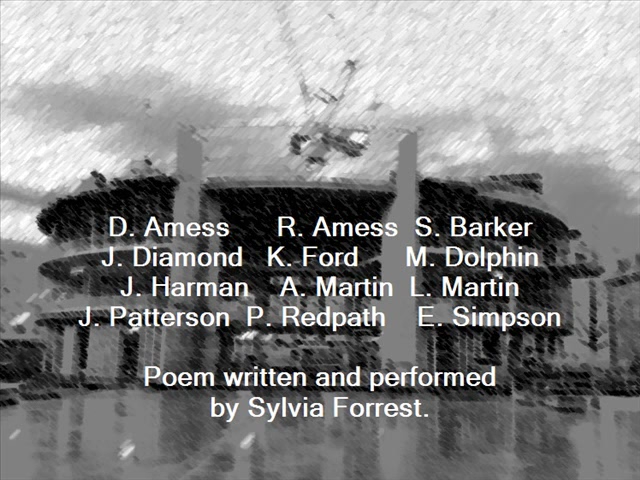 D. Amess R. Amess S. Barker
J. Diamond K. Ford M. Dolphin
J. Harman A. Martin L. Martin
J. Patterson P. Redpath E. Simpson
Poem written and performed
by Sylvia Forrest.